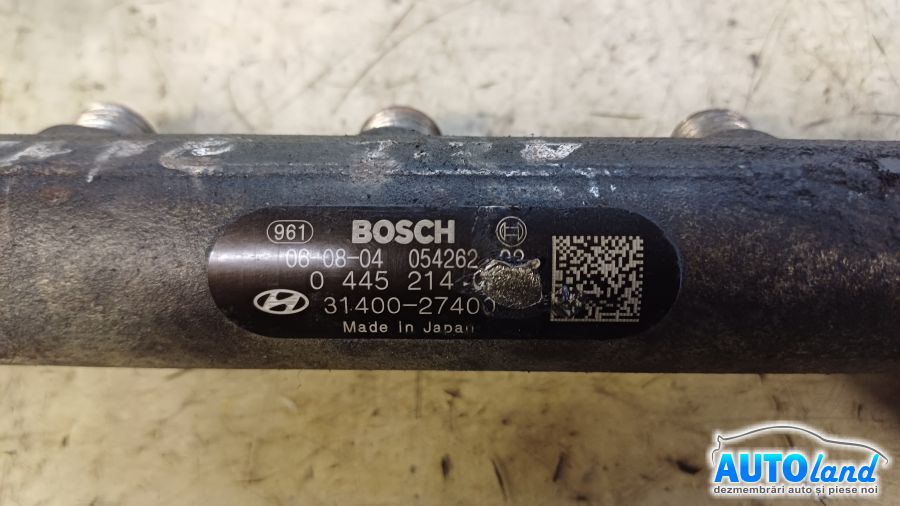 961 BOSCH
06-08-04 054262
0 445 214
31400-27400
Made in Japan
AUTOland
dezmembrări auto și piese noi